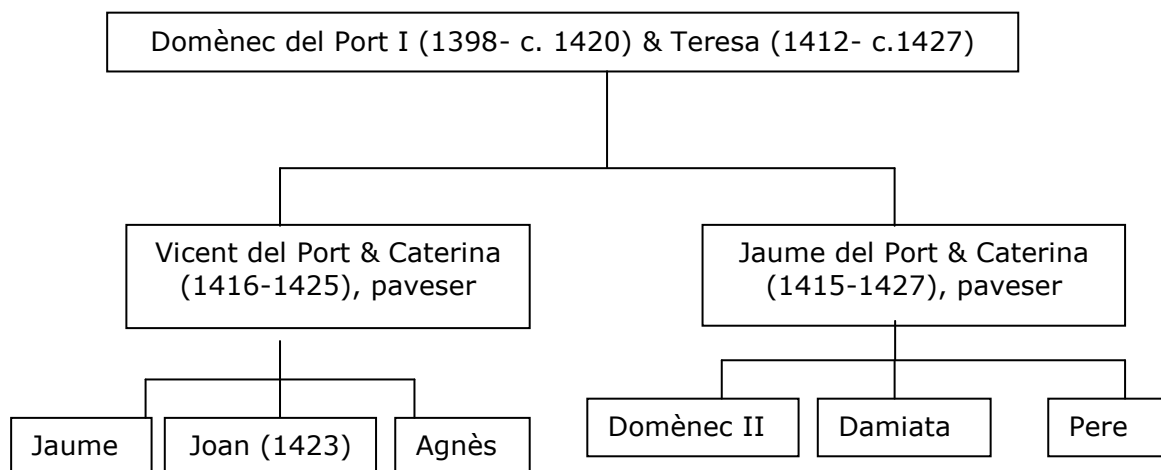 Domènec del Port I (1398- c. 1420) & Teresa (1412- c.1427)
Vicent del Port & Caterina
(1416-1425), paveser
Jaume del Port & Caterina
(1415-1427), paveser
Jaume
Joan (1423)
Agnès
Domènec II
Damiata
Pere